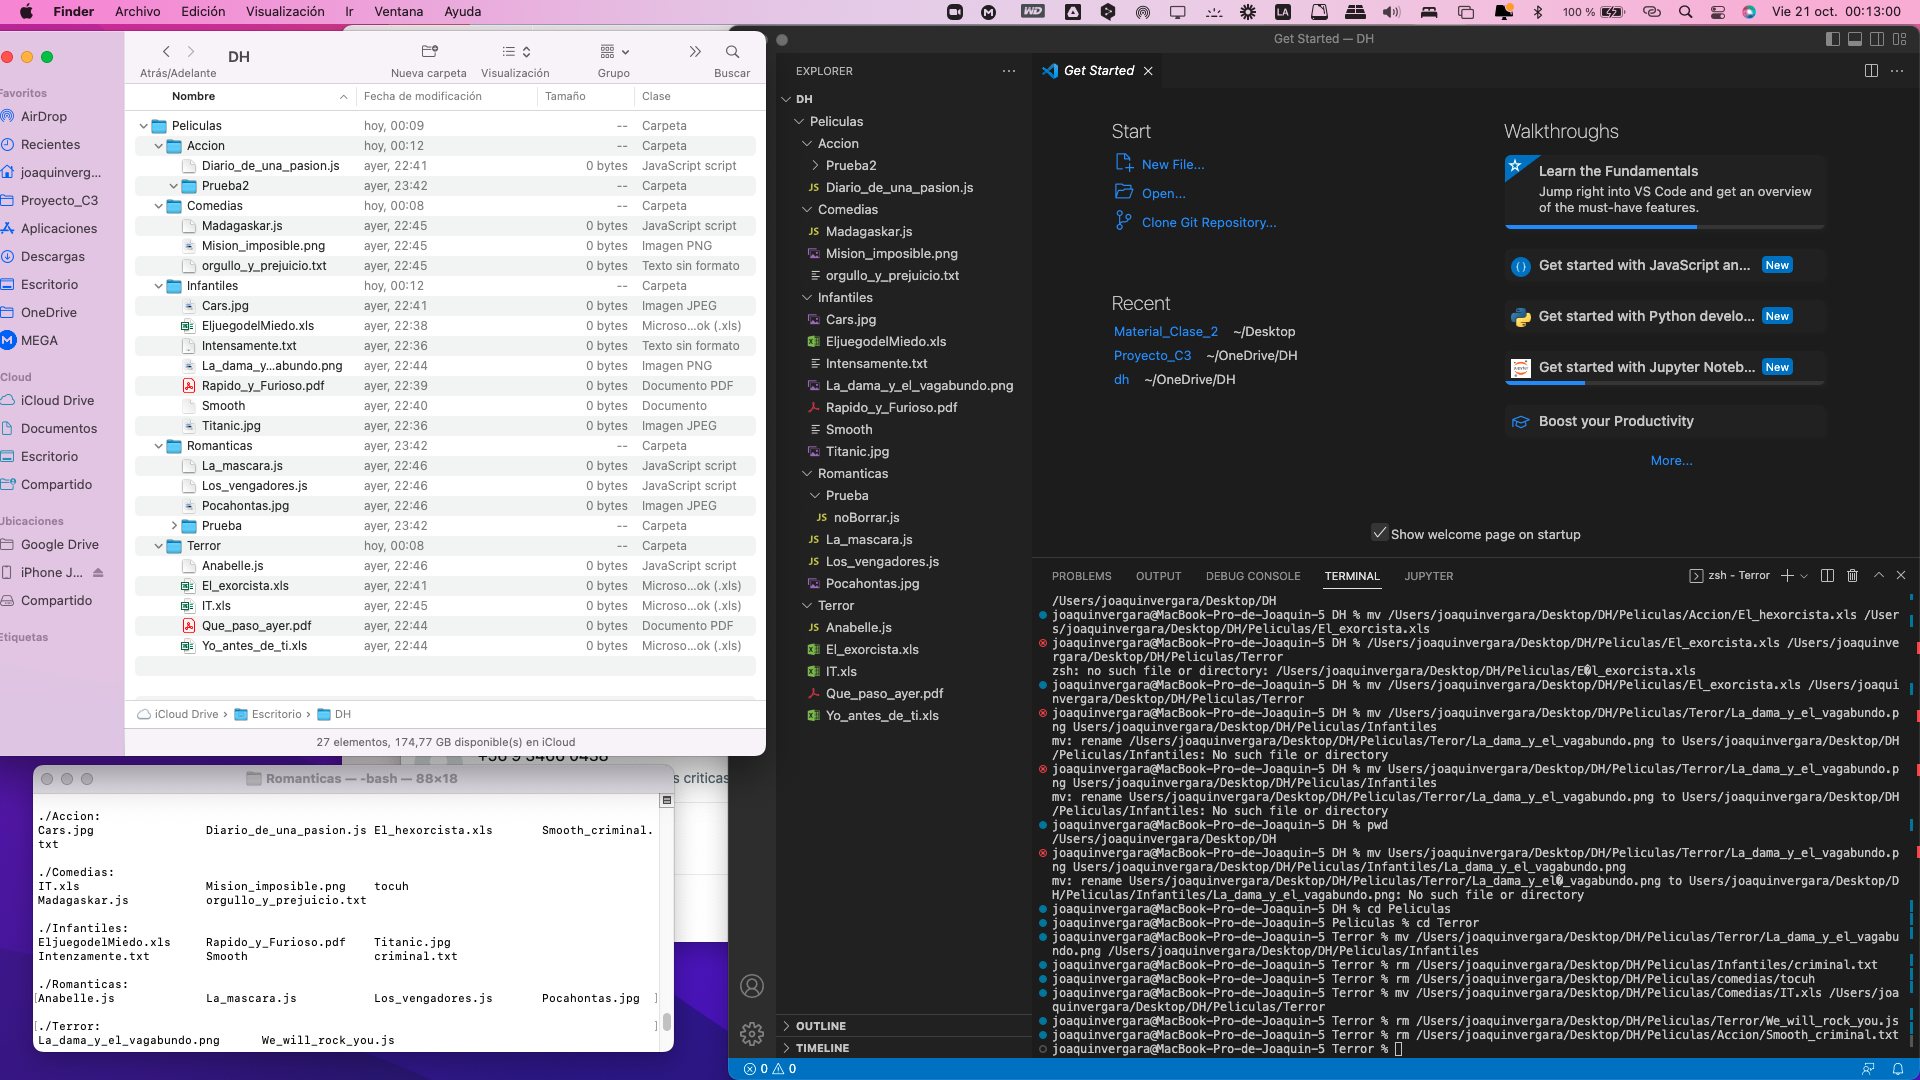 Finder Archivo Edición Visualización Ir Ventana Ayuda
100 % Vie 21 oct. 00:13:00
DH
Atrás/Adelante Nueva carpeta Visualización Grupo Buscar
Favoritos
AirDrop
Recientes
joaquinverg...
Proyecto_C3
Aplicaciones
Descargas
Escritorio
OneDrive
MEGA
Cloud
iCloud Drive
Documentos
Escritorio
Compartido
Ubicaciones
Google Drive
iPhone J...
Compartido
Etiquetas
Nombre Fecha de modificación Tamaño Clase
Peliculas hoy, 00:09 -- Carpeta
Accion hoy, 00:12 -- Carpeta
Diario_de_una_pasion.js ayer, 22:41 0 bytes JavaScript script
Prueba2 ayer, 23:42 -- Carpeta
Comedias hoy, 00:08 -- Carpeta
Madagaskar.js ayer, 22:45 0 bytes JavaScript script
Mision_imposible.png ayer, 22:45 0 bytes Imagen PNG
orgullo_y_prejuicio.txt ayer, 22:45 0 bytes Texto sin formato
Infantiles hoy, 00:12 -- Carpeta
Cars.jpg ayer, 22:41 0 bytes Imagen JPEG
EljuegodelMiedo.xls ayer, 22:38 0 bytes Microso...ok (.xls)
Intensamente.txt ayer, 22:36 0 bytes Texto sin formato
La_dama_y...abundo.png ayer, 22:44 0 bytes Imagen PNG
Rapido_y_Furioso.pdf ayer, 22:39 0 bytes Documento PDF
Smooth ayer, 22:40 0 bytes Documento
Titanic.jpg ayer, 22:36 0 bytes Imagen JPEG
Romanticas ayer, 23:42 -- Carpeta
La_mascara.js ayer, 22:46 0 bytes JavaScript script
Los_vengadores.js ayer, 22:46 0 bytes JavaScript script
Pocahontas.jpg ayer, 22:46 0 bytes Imagen JPEG
Prueba ayer, 23:42 -- Carpeta
Terror hoy, 00:08 -- Carpeta
Anabelle.js ayer, 22:46 0 bytes JavaScript script
El_exorcista.xls ayer, 22:41 0 bytes Microso...ok (.xls)
IT.xls ayer, 22:45 0 bytes Microso...ok (.xls)
Que_paso_ayer.pdf ayer, 22:44 0 bytes Documento PDF
Yo_antes_de_ti.xls ayer, 22:44 0 bytes Microso...ok (.xls)
iCloud Drive › Escritorio › DH
27 elementos, 174,77 GB disponible(s) en iCloud
s criticas
Romanticas — -bash — 88×18
./Accion:
Cars.jpg Diario_de_una_pasion.js El_hexorcista.xls Smooth_criminal.
txt
./Comedias:
IT.xls Mision_imposible.png tocuh
Madagaskar.js orgullo_y_prejuicio.txt
./Infantiles:
EljuegodelMiedo.xls Rapido_y_Furioso.pdf Titanic.jpg
Intenzamente.txt Smooth criminal.txt
./Romanticas:
[Anabelle.js La_mascara.js Los_vengadores.js Pocahontas.jpg ]
[./Terror: ]
La_dama_y_el_vagabundo.png We_will_rock_you.js
Get Started — DH
EXPLORER
DH
Peliculas
Accion
Prueba2
JS Diario_de_una_pasion.js
Comedias
JS Madagaskar.js
Mision_imposible.png
orgullo_y_prejuicio.txt
Infantiles
Cars.jpg
EljuegodelMiedo.xls
Intensamente.txt
La_dama_y_el_vagabundo.png
Rapido_y_Furioso.pdf
Smooth
Titanic.jpg
Romanticas
Prueba
JS noBorrar.js
JS La_mascara.js
JS Los_vengadores.js
Pocahontas.jpg
Terror
JS Anabelle.js
El_exorcista.xls
IT.xls
Que_paso_ayer.pdf
Yo_antes_de_ti.xls
OUTLINE
TIMELINE
0 0
Get Started
Start
New File...
Open...
Clone Git Repository...
Recent
Material_Clase_2 ~/Desktop
Proyecto_C3 ~/OneDrive/DH
dh ~/OneDrive/DH
Walkthroughs
Learn the Fundamentals
Jump right into VS Code and get an overview
of the must-have features.
Get started with JavaScript an... New
Get started with Python develo... New
Get started with Jupyter Noteb... New
Boost your Productivity
More...
Show welcome page on startup
PROBLEMS OUTPUT DEBUG CONSOLE TERMINAL JUPYTER zsh - Terror
/Users/joaquinvergara/Desktop/DH
joaquinvergara@MacBook-Pro-de-Joaquin-5 DH % mv /Users/joaquinvergara/Desktop/DH/Peliculas/Accion/El_hexorcista.xls /User
s/joaquinvergara/Desktop/DH/Peliculas/El_exorcista.xls
joaquinvergara@MacBook-Pro-de-Joaquin-5 DH % /Users/joaquinvergara/Desktop/DH/Peliculas/El_exorcista.xls /Users/joaquinve
rgara/Desktop/DH/Peliculas/Terror
zsh: no such file or directory: /Users/joaquinvergara/Desktop/DH/Peliculas/E�l_exorcista.xls
joaquinvergara@MacBook-Pro-de-Joaquin-5 DH % mv /Users/joaquinvergara/Desktop/DH/Peliculas/El_exorcista.xls /Users/joaqui
nvergara/Desktop/DH/Peliculas/Terror
joaquinvergara@MacBook-Pro-de-Joaquin-5 DH % mv /Users/joaquinvergara/Desktop/DH/Peliculas/Teror/La_dama_y_el_vagabundo.p
ng Users/joaquinvergara/Desktop/DH/Peliculas/Infantiles
mv: rename /Users/joaquinvergara/Desktop/DH/Peliculas/Teror/La_dama_y_el_vagabundo.png to Users/joaquinvergara/Desktop/DH
/Peliculas/Infantiles: No such file or directory
joaquinvergara@MacBook-Pro-de-Joaquin-5 DH % mv Users/joaquinvergara/Desktop/DH/Peliculas/Terror/La_dama_y_el_vagabundo.p
ng Users/joaquinvergara/Desktop/DH/Peliculas/Infantiles
mv: rename Users/joaquinvergara/Desktop/DH/Peliculas/Terror/La_dama_y_el_vagabundo.png to Users/joaquinvergara/Desktop/DH
/Peliculas/Infantiles: No such file or directory
joaquinvergara@MacBook-Pro-de-Joaquin-5 DH % pwd
/Users/joaquinvergara/Desktop/DH
joaquinvergara@MacBook-Pro-de-Joaquin-5 DH % mv Users/joaquinvergara/Desktop/DH/Peliculas/Terror/La_dama_y_el_vagabundo.p
ng Users/joaquinvergara/Desktop/DH/Peliculas/Infantiles/La_dama_y_el_vagabundo.png
mv: rename Users/joaquinvergara/Desktop/DH/Peliculas/Terror/La_dama_y_el�_vagabundo.png to Users/joaquinvergara/Desktop/D
H/Peliculas/Infantiles/La_dama_y_el_vagabundo.png: No such file or directory
joaquinvergara@MacBook-Pro-de-Joaquin-5 DH % cd Peliculas
joaquinvergara@MacBook-Pro-de-Joaquin-5 Peliculas % cd Terror
joaquinvergara@MacBook-Pro-de-Joaquin-5 Terror % mv /Users/joaquinvergara/Desktop/DH/Peliculas/Terror/La_dama_y_el_vagabu
ndo.png /Users/joaquinvergara/Desktop/DH/Peliculas/Infantiles
joaquinvergara@MacBook-Pro-de-Joaquin-5 Terror % rm /Users/joaquinvergara/Desktop/DH/Peliculas/Infantiles/criminal.txt
joaquinvergara@MacBook-Pro-de-Joaquin-5 Terror % rm /Users/joaquinvergara/Desktop/DH/Peliculas/comedias/tocuh
joaquinvergara@MacBook-Pro-de-Joaquin-5 Terror % mv /Users/joaquinvergara/Desktop/DH/Peliculas/Comedias/IT.xls /Users/joa
quinvergara/Desktop/DH/Peliculas/Terror
joaquinvergara@MacBook-Pro-de-Joaquin-5 Terror % rm /Users/joaquinvergara/Desktop/DH/Peliculas/Terror/We_will_rock_you.js
joaquinvergara@MacBook-Pro-de-Joaquin-5 Terror % rm /Users/joaquinvergara/Desktop/DH/Peliculas/Accion/Smooth_criminal.txt
joaquinvergara@MacBook-Pro-de-Joaquin-5 Terror %